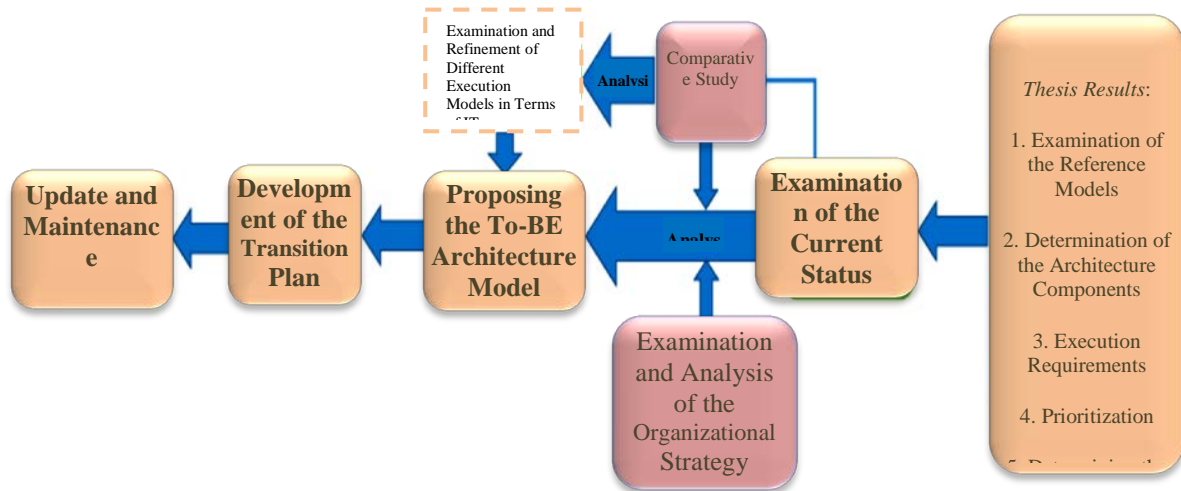 Examination and
Refinement of
Different
Execution
Models in Terms
Comparativ
e Study
Analysi
Thesis Results:
1. Examination of
the Reference
Models
2. Determination of
the Architecture
Components
3. Execution
Requirements
4. Prioritization
Update and
Maintenanc
e
Developm
ent of the
Transition
Plan
Proposing
the To-BE
Architecture
Model
Analys
Examinatio
n of the
Current
Status
Examination
and Analysis
of the
Organizational
Strategy